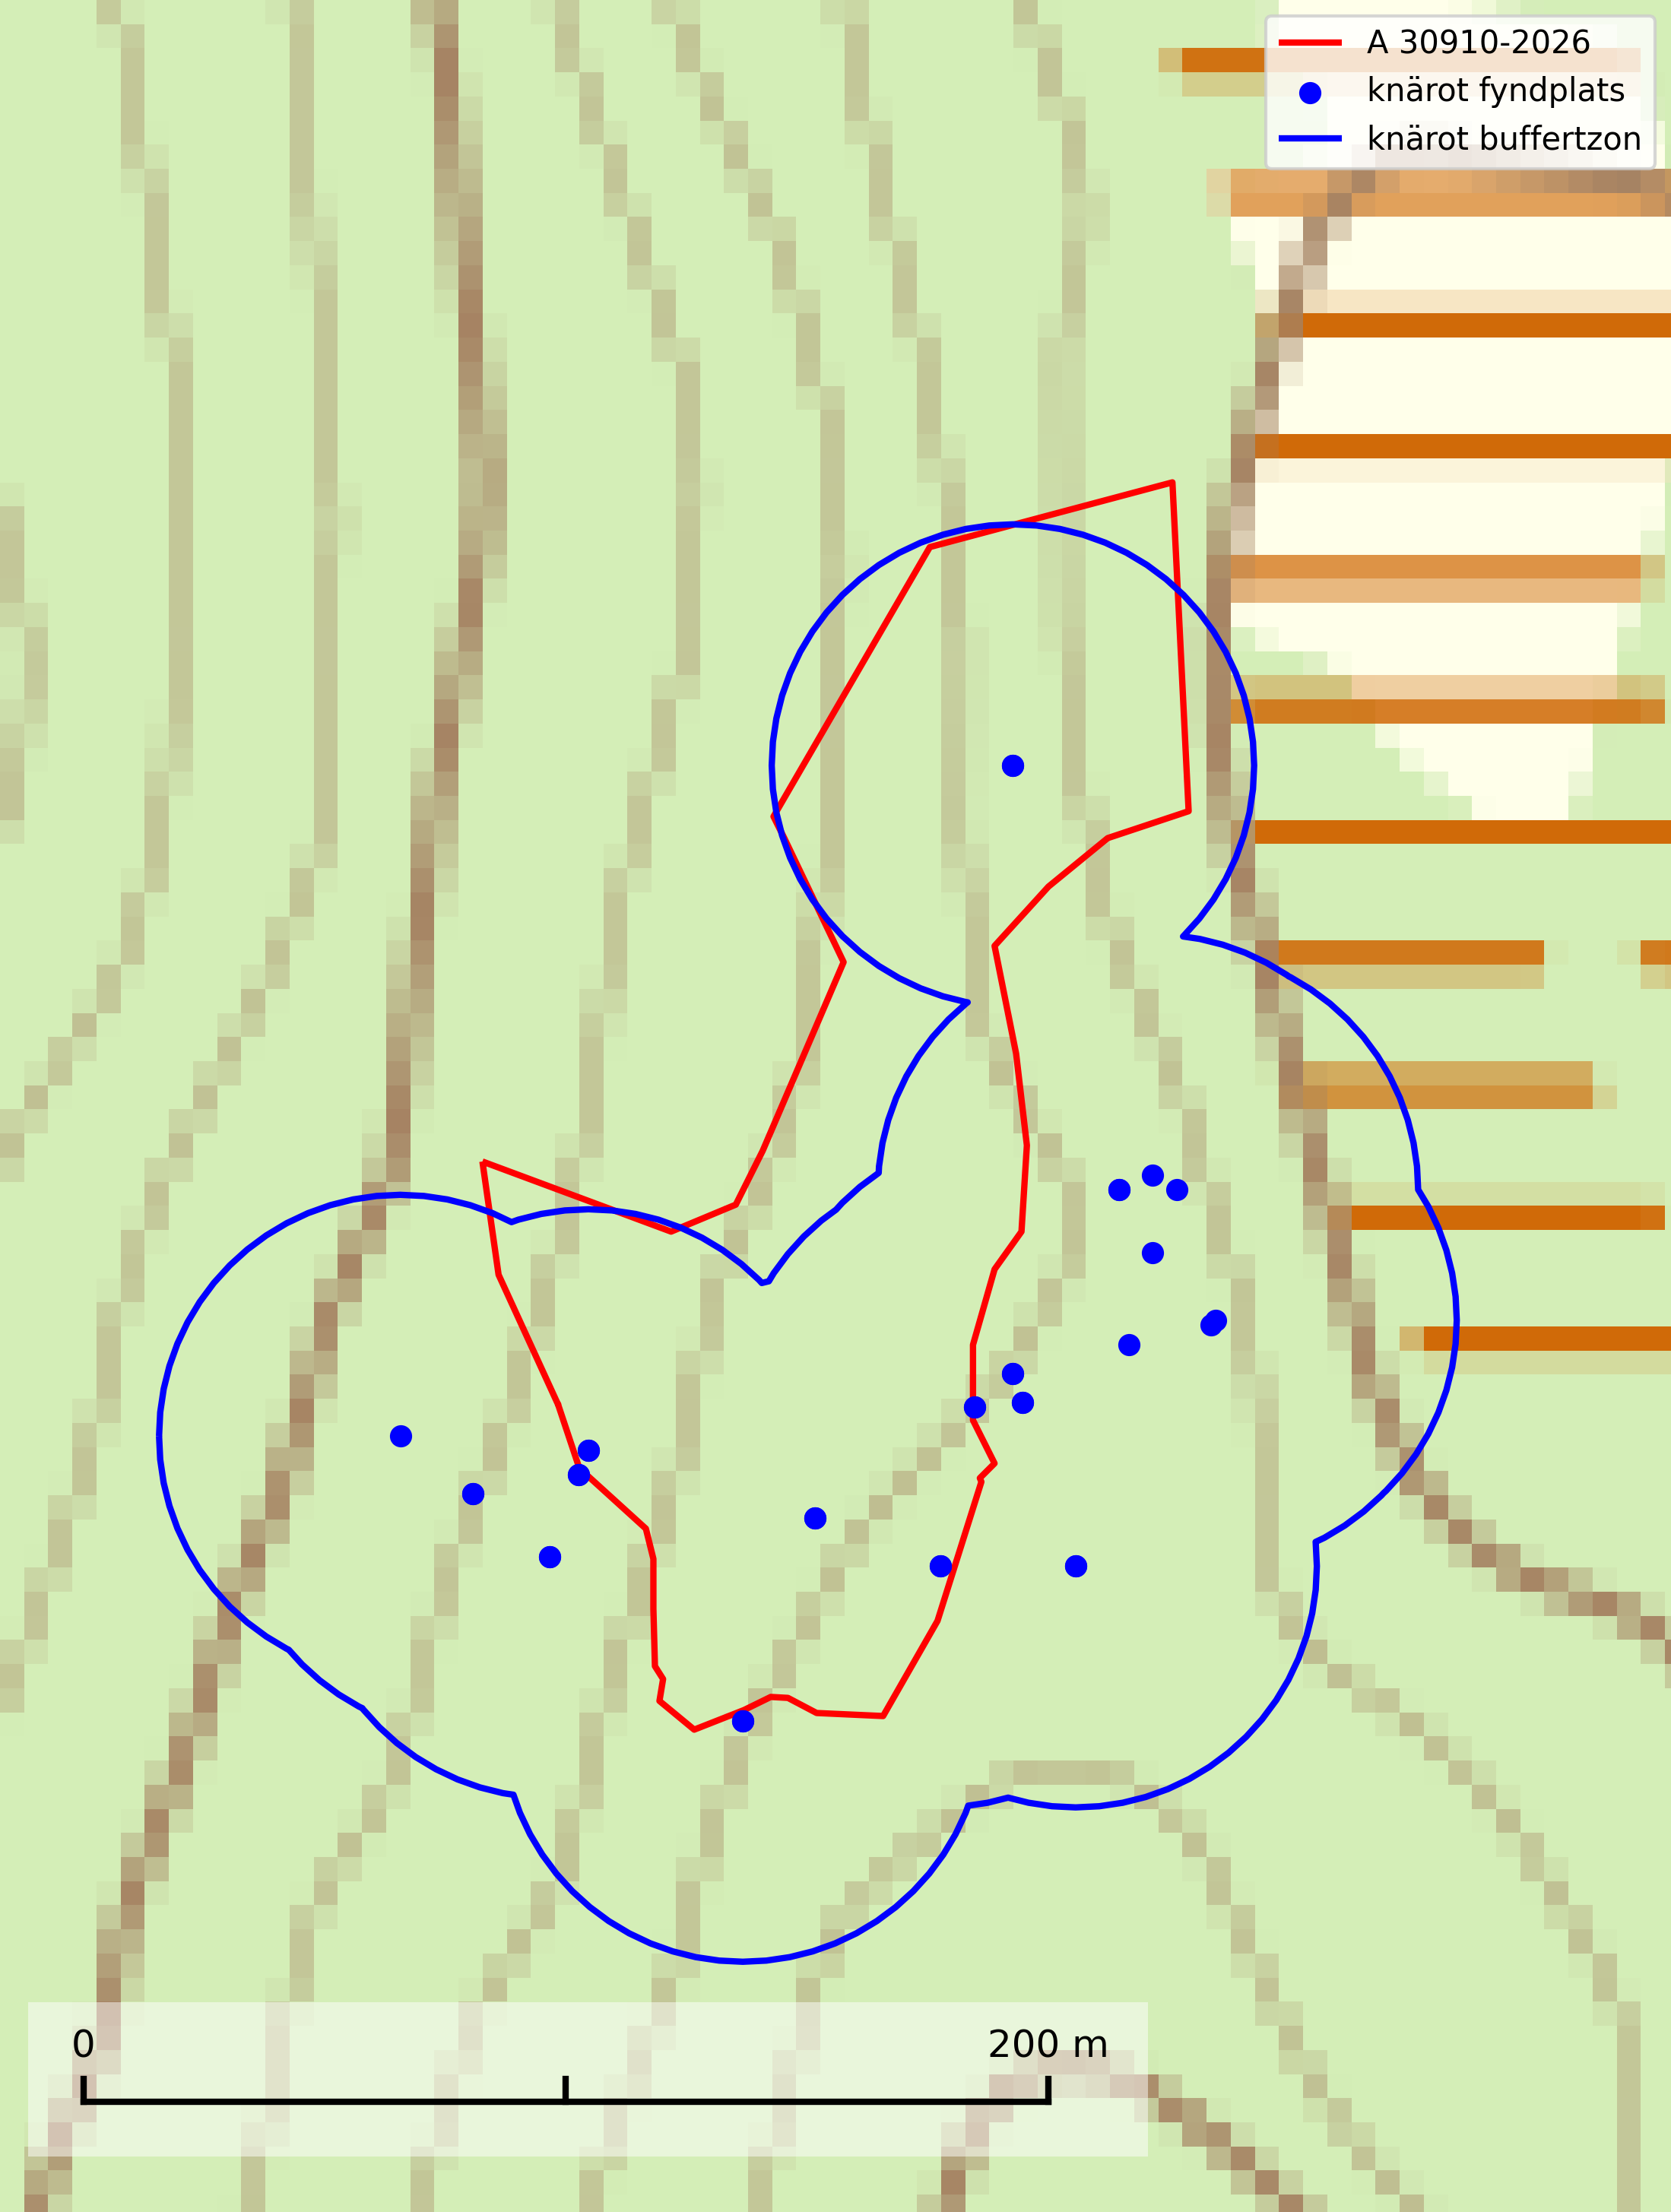 A 30910-2026
knärot fyndplats
knärot buffertzon
0 200 m